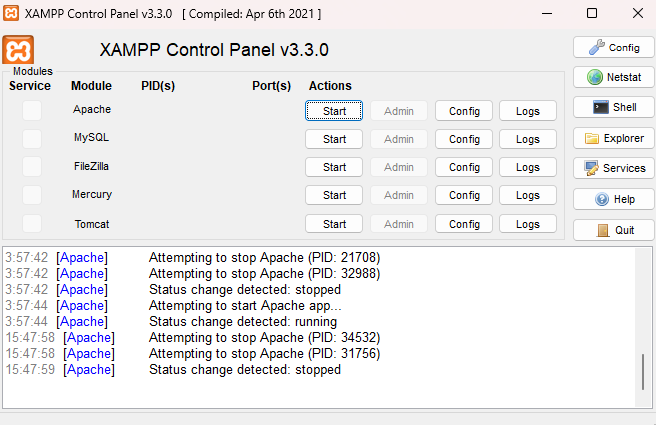 XAMPP Control Panel v3.3.0 [ Compiled: Apr 6th 2021 ]
XAMPP Control Panel v3.3.0
Config
Netstat
Shell
Explorer
Services
Help
Quit
Modules
Service Module PID(s) Port(s) Actions
Apache Start Admin Config Logs
MySQL Start Admin Config Logs
FileZilla Start Admin Config Logs
Mercury Start Admin Config Logs
Tomcat Start Admin Config Logs
3:57:42 [Apache] Attempting to stop Apache (PID: 21708)
3:57:42 [Apache] Attempting to stop Apache (PID: 32988)
3:57:42 [Apache] Status change detected: stopped
3:57:44 [Apache] Attempting to start Apache app...
3:57:44 [Apache] Status change detected: running
15:47:58 [Apache] Attempting to stop Apache (PID: 34532)
15:47:58 [Apache] Attempting to stop Apache (PID: 31756)
15:47:59 [Apache] Status change detected: stopped